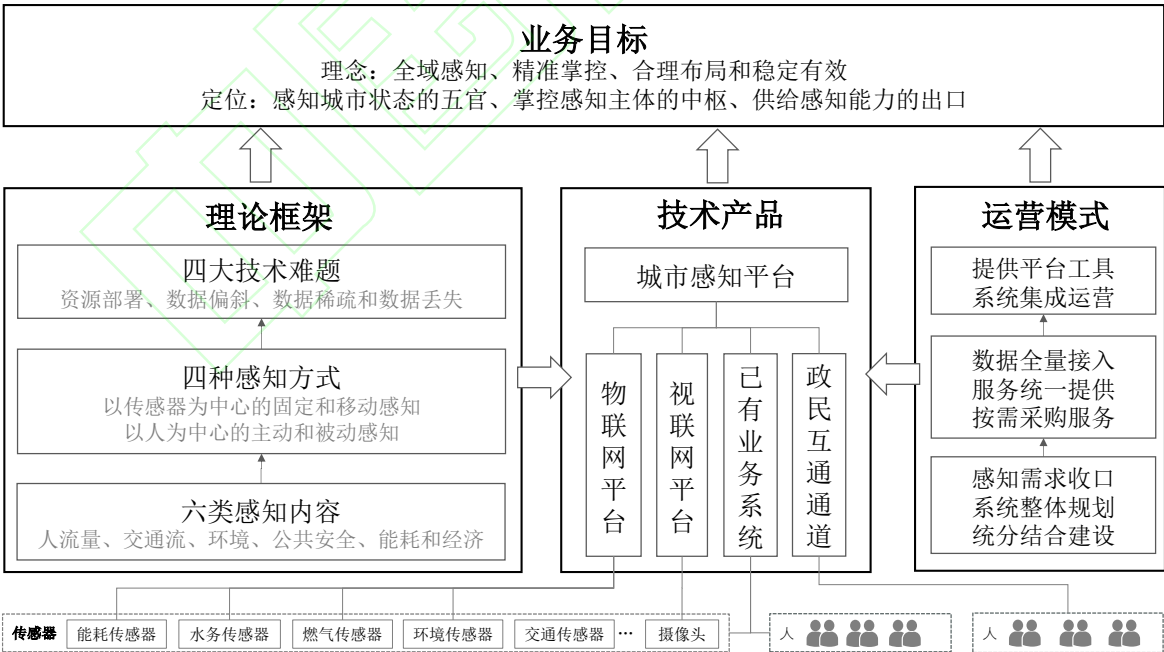 业务目标
理念：全域感知、精准掌控、合理布局和稳定有效
定位：感知城市状态的五官、掌控感知主体的中枢、供给感知能力的出口
理论框架
四大技术难题
资源部署、数据偏斜、数据稀疏和数据丢失
四种感知方式
以传感器为中心的固定和移动感知
以人为中心的主动和被动感知
六类感知内容
人流量、交通流、环境、公共安全、能耗和经济
技术产品
城市感知平台
物联网平台
视联网平台
已有业务系统
政民互通通道
运营模式
提供平台工具
系统集成运营
数据全量接入
服务统一提供
按需采购服务
感知需求收口
系统整体规划
统分结合建设
传感器 能耗传感器 水务传感器 燃气传感器 环境传感器 交通传感器 … 摄像头
人
人